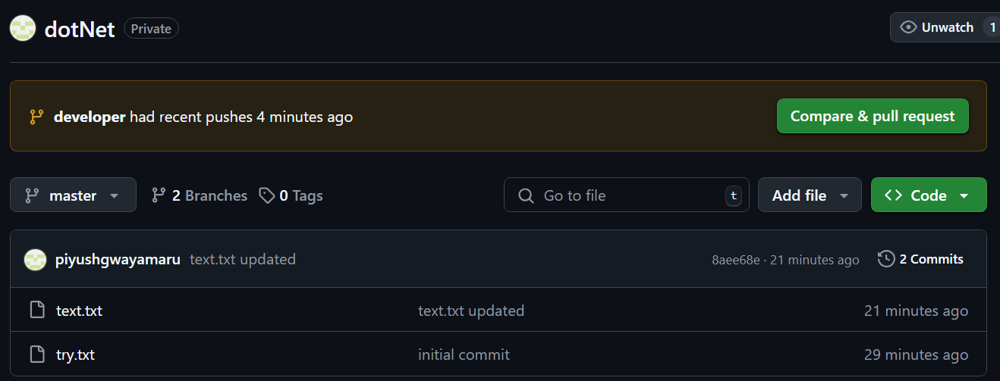 dotNet Private Unwatch 1
developer had recent pushes 4 minutes ago Compare & pull request
master 2 Branches 0 Tags Go to file t Add file Code
piyushgwayamaru text.txt updated 8aee68e · 21 minutes ago 2 Commits
text.txt text.txt updated 21 minutes ago
try.txt initial commit 29 minutes ago